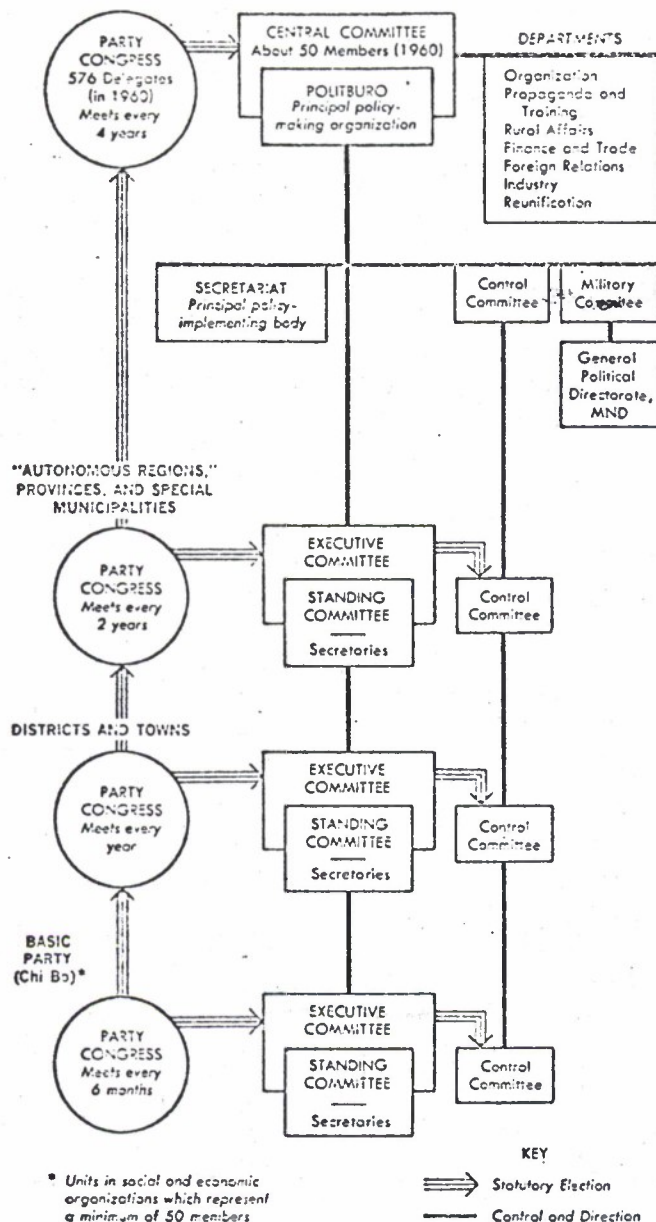 PARTY
CONGRESS
576 Delegates
(in 1960)
Meets every
4 years
CENTRAL COMMITTEE
About 50 Members (1960)
POLITBURO
Principal policy-
making organization
DEPARTMENTS
Organization
Propaganda and
Training
Rural Affairs
Finance and Trade
Foreign Relations
Industry
Reunification
SECRETARIAT
Principal policy-
implementing body
Control
Committee
Military
Committee
General
Political
Directorate,
MND
"AUTONOMOUS REGIONS,"
PROVINCES, AND SPECIAL
MUNICIPALITIES
PARTY
CONGRESS
Meets every
2 years
EXECUTIVE
COMMITTEE
STANDING
COMMITTEE
Secretaries
Control
Committee
DISTRICTS AND TOWNS
PARTY
CONGRESS
Meets every
year
EXECUTIVE
COMMITTEE
STANDING
COMMITTEE
Secretaries
Control
Committee
BASIC
PARTY
(Chi Bo)*
PARTY
CONGRESS
Meets every
6 months
EXECUTIVE
COMMITTEE
STANDING
COMMITTEE
Secretaries
Control
Committee
* Units in social and economic
organizations which represent
a minimum of 50 members
KEY
Statutory Election
Control and Direction